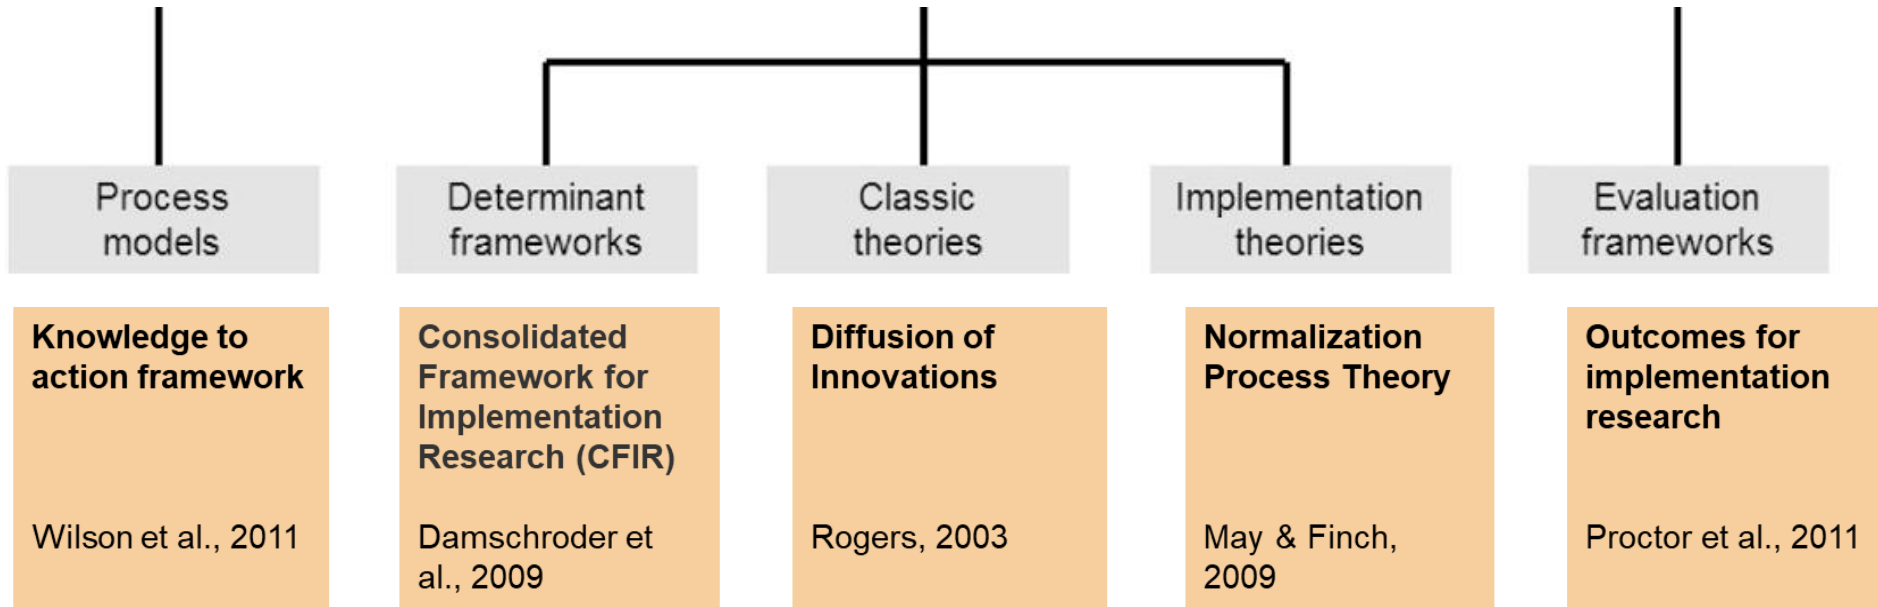 Process
models
Determinant
frameworks
Classic
theories
Implementation
theories
Evaluation
frameworks
Knowledge to
action framework
Wilson et al., 2011
Consolidated
Framework for
Implementation
Research (CFIR)
Damschroder et
al., 2009
Diffusion of
Innovations
Rogers, 2003
Normalization
Process Theory
May & Finch,
2009
Outcomes for
implementation
research
Proctor et al., 2011